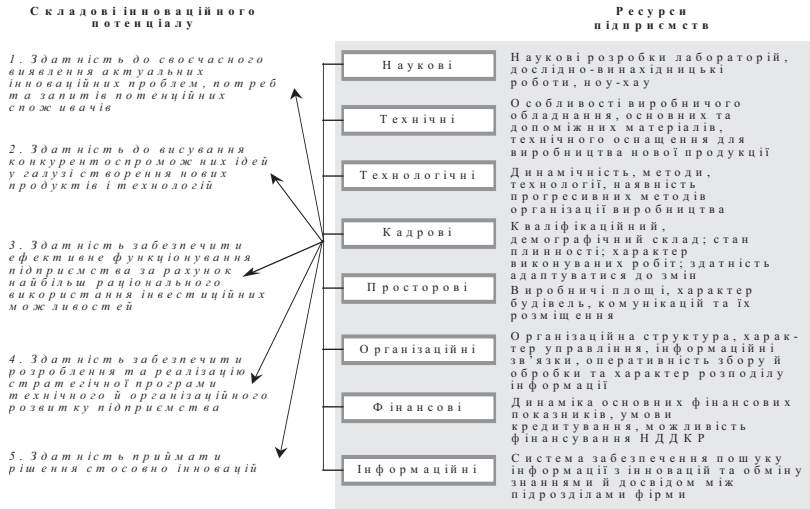 Складові інноваційного
потенціалу
1. Здатність до своєчасного
виявлення актуальних
інноваційних проблем, потреб
та запитів потенційних
споживачів
2. Здатність до висування
конкурентоспроможних ідей
у галузі створення нових
продуктів і технологій
3. Здатність забезпечити
ефективне функціонування
підприємства за рахунок
найбільш раціонального
використання інвестиційних
можливостей
4. Здатність забезпечити
розроблення та реалізацію
стратегічної програми
технічного й організаційного
розвитку підприємства
5. Здатність приймати
рішення стосовно інновацій
Ресурси
підприємств
Наукові
Наукові розробки лабораторій,
дослідно-винахідницькі
роботи, ноу-хау
Технічні
Особливості виробничого
обладнання, основних та
допоміжних матеріалів,
технічного оснащення для
виробництва нової продукції
Технологічні
Динамічність, методи,
технології, наявність
прогресивних методів
організації виробництва
Кадрові
Кваліфікаційний,
демографічний склад; стан
плинності; характер
виконуваних робіт; здатність
адаптуватися до змін
Просторові
Виробничі площі, характер
будівель, комунікацій та їх
розміщення
Організаційні
Організаційна структура, харак-
тер управління, інформаційні
зв'язки, оперативність збору й
обробки та характер розподілу
інформації
Фінансові
Динаміка основних фінансових
показників, умови
кредитування, можливість
фінансування НДДКР
Інформаційні
Система забезпечення пошуку
інформації з інновацій та обміну
знаннями й досвідом між
підрозділами фірми